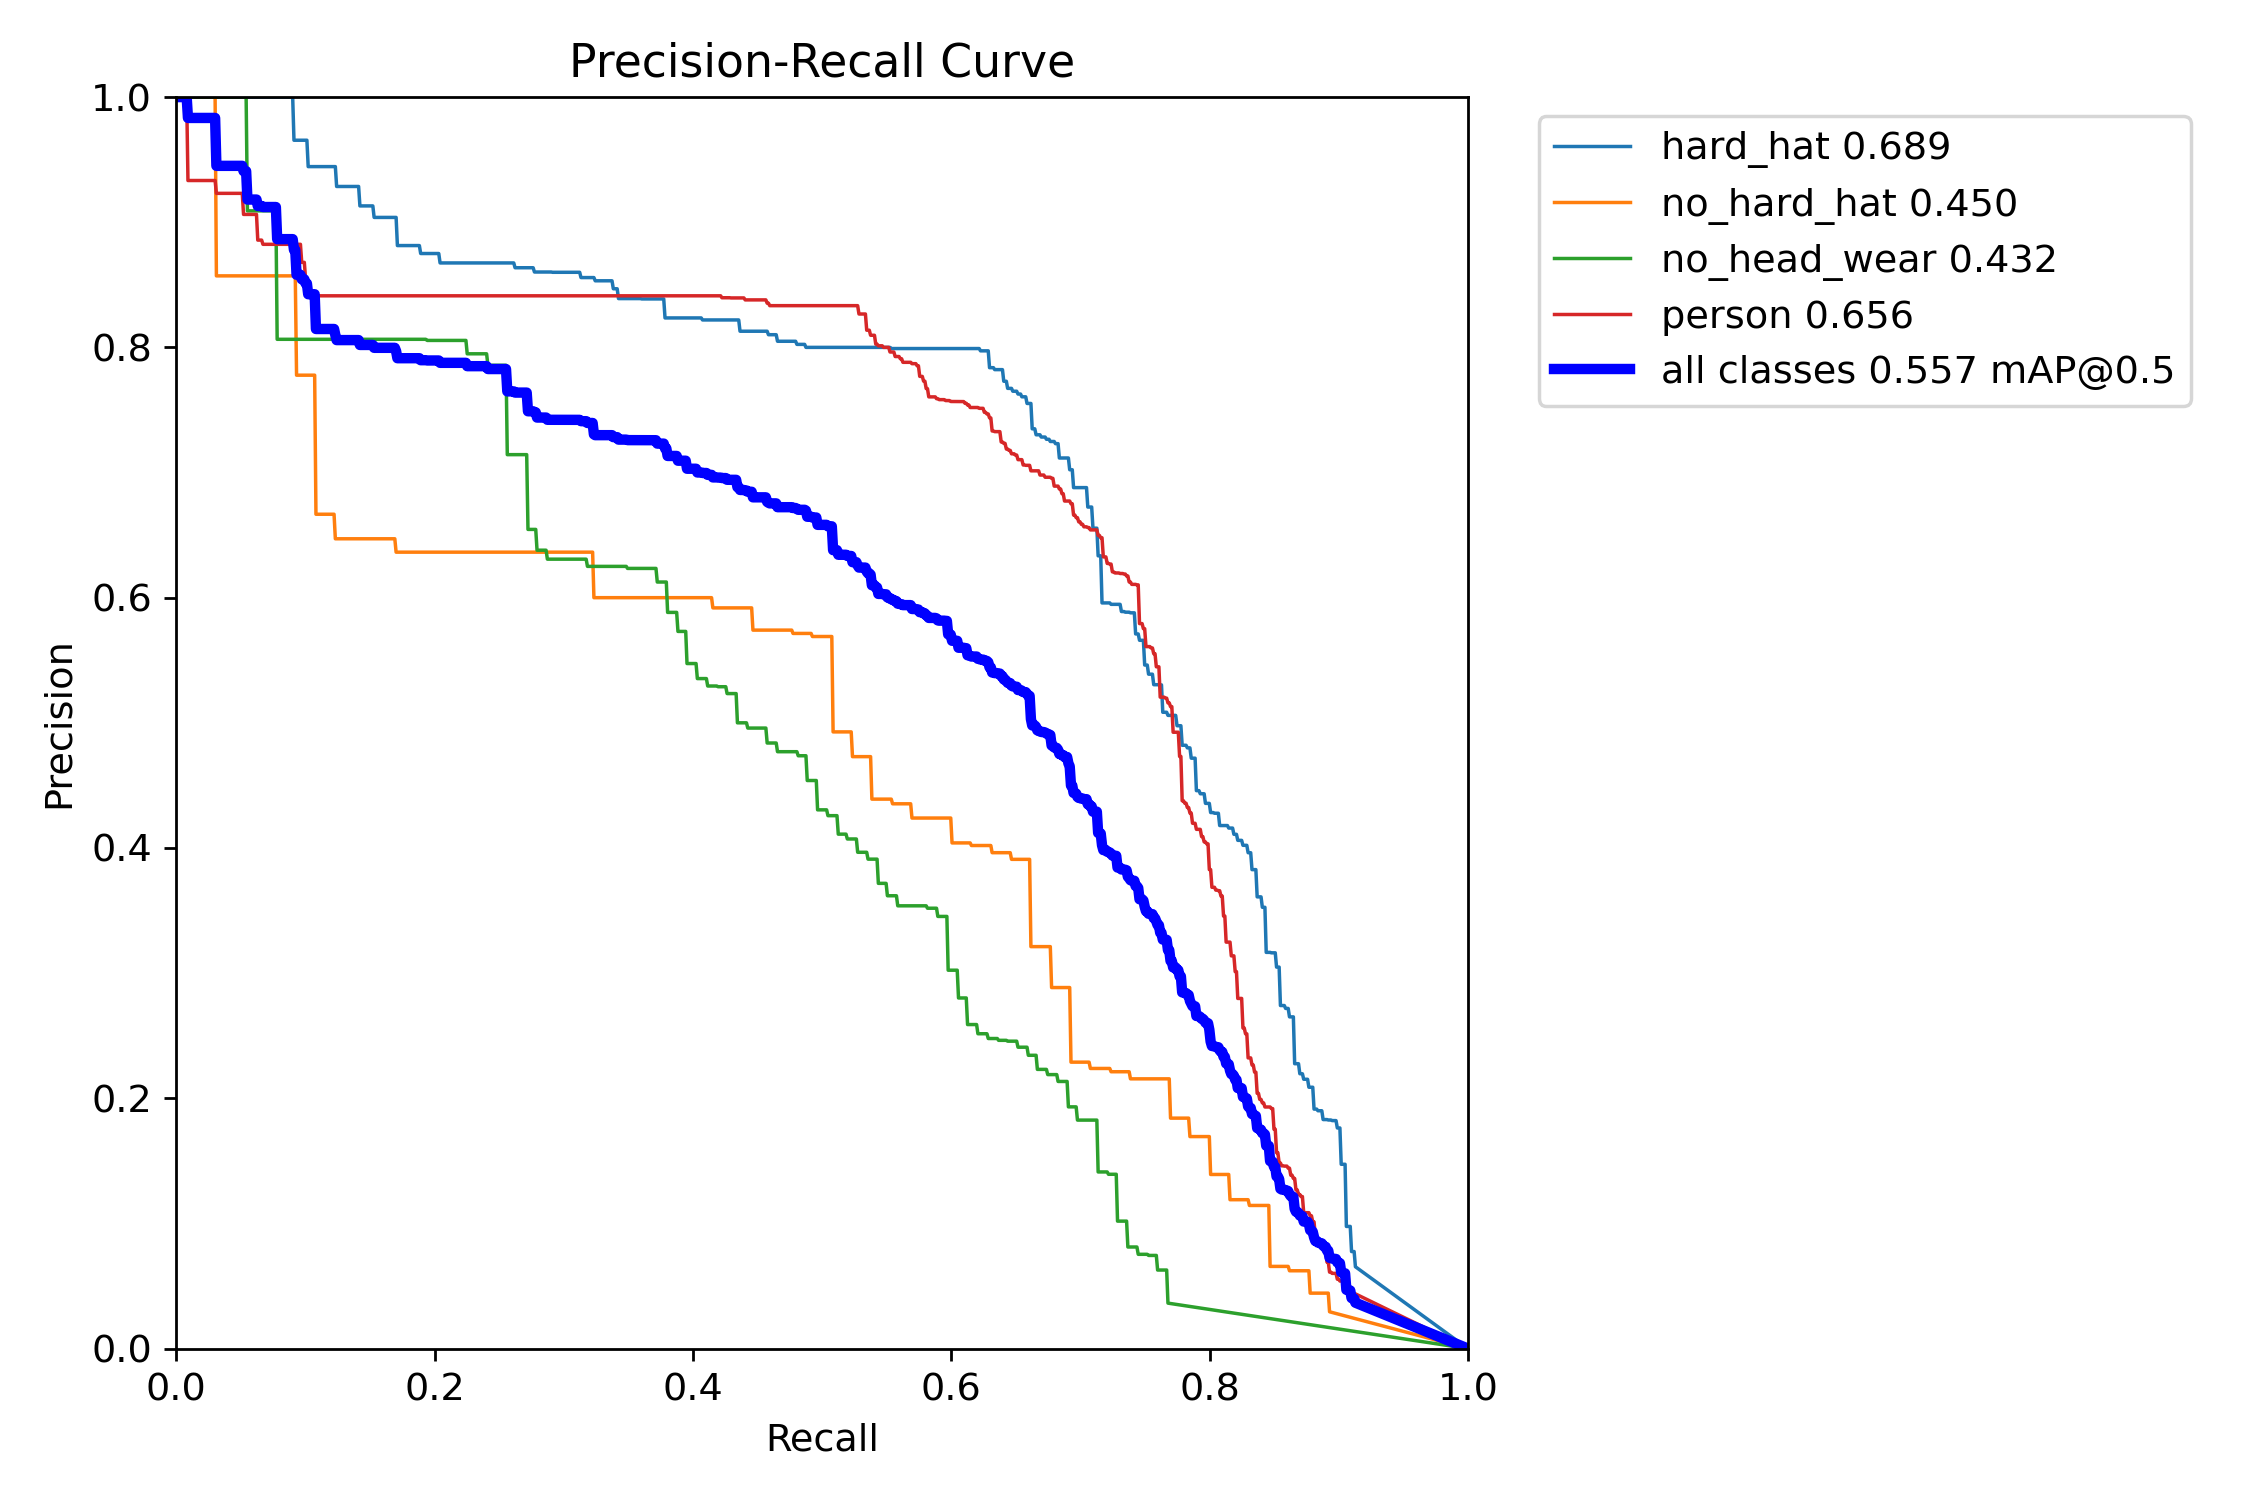 Precision-Recall Curve
1.0
0.8
0.6
0.4
0.2
0.0
Precision
0.0 0.2 0.4 0.6 0.8 1.0
Recall
hard_hat 0.689
no_hard_hat 0.450
no_head_wear 0.432
person 0.656
all classes 0.557 mAP@0.5